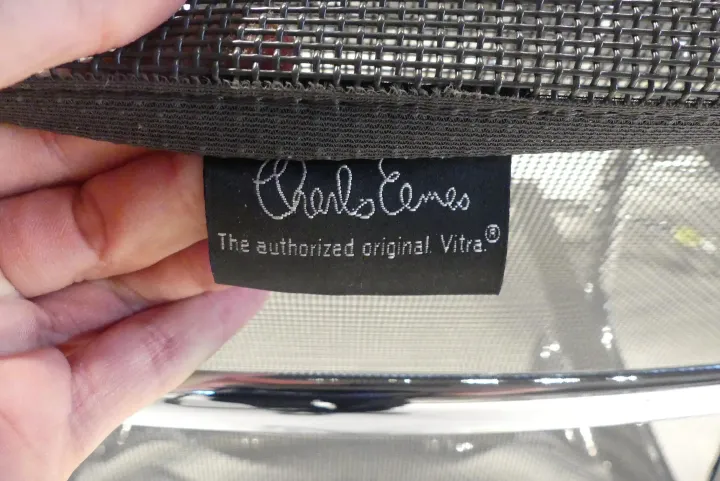 Charles Eames
The authorized original. Vitra.®